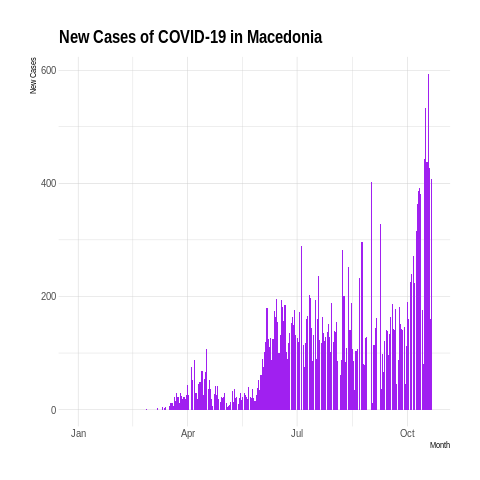 New Cases of COVID-19 in Macedonia
New Cases
600
400
200
0
Jan Apr Jul Oct
Month